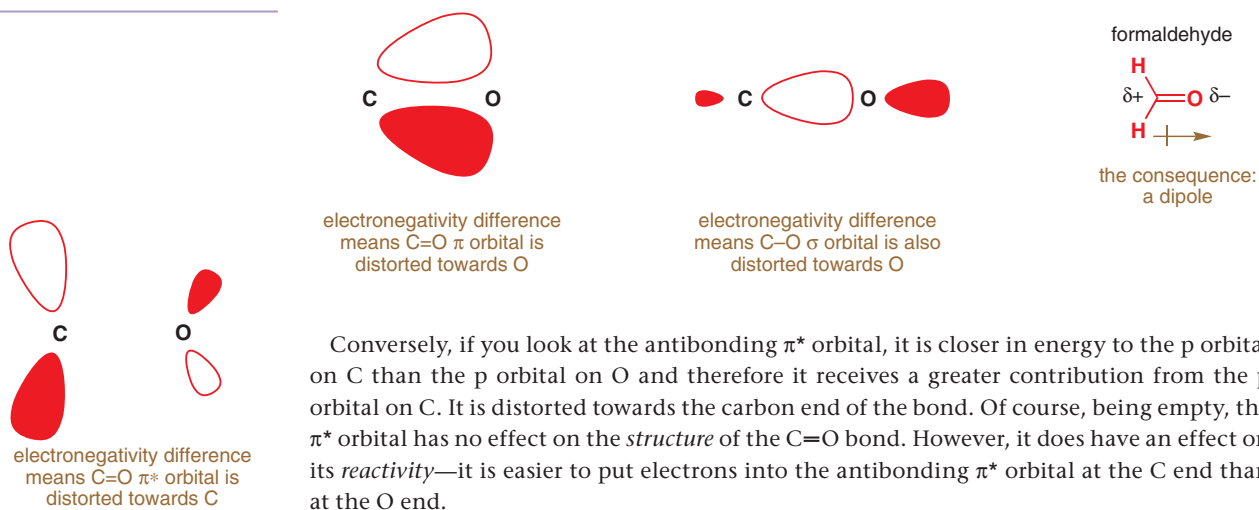 C O
electronegativity difference
means C=O π orbital is
distorted towards O
C O
electronegativity difference
means C–O σ orbital is also
distorted towards O
formaldehyde
H
δ+ O δ–
H
the consequence:
a dipole
C O
electronegativity difference
means C=O π* orbital is
distorted towards C
Conversely, if you look at the antibonding π* orbital, it is closer in energy to the p orbita
on C than the p orbital on O and therefore it receives a greater contribution from the p
orbital on C. It is distorted towards the carbon end of the bond. Of course, being empty, th
π* orbital has no effect on the structure of the C=O bond. However, it does have an effect on
its reactivity—it is easier to put electrons into the antibonding π* orbital at the C end than
at the O end.